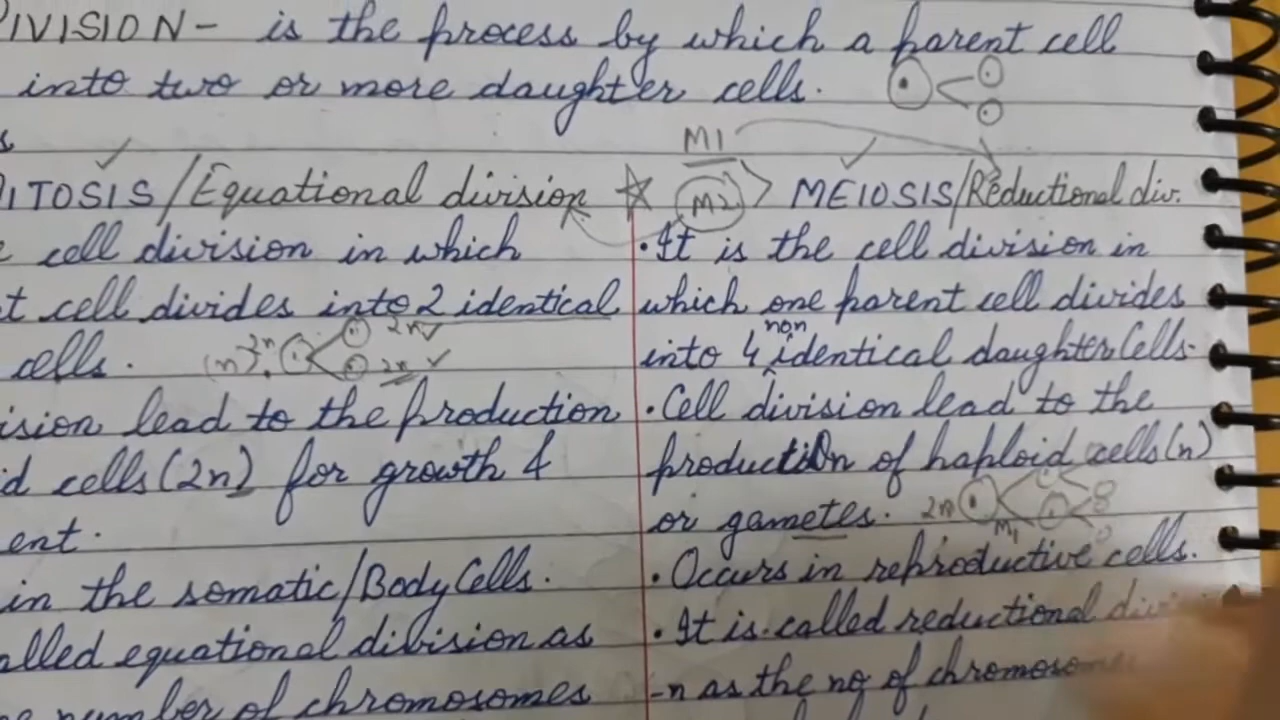 IVISION- is the process by which a parent cell
into two or more daughter cells.
s
M1
ITOSIS/Equational division
M2
MEIOSIS/Reductional div.
e cell division in which
t cell divides into 2 identical
cells.
(n) 2n
2n
2n
ision lead to the production
d cells (2n) for growth &
ent.
in the somatic/Body Cells.
alled equational dibision as
e number of chromosomes
• It is the cell division in
which one parent cell divides
non
into 4 identical daughter Cells.
• Cell division lead to the
production of haploid cells (n)
or gametes.
2n
M1
• Occurs in reproductive cells.
• It is called reductional divi
-n as the no of chromosom